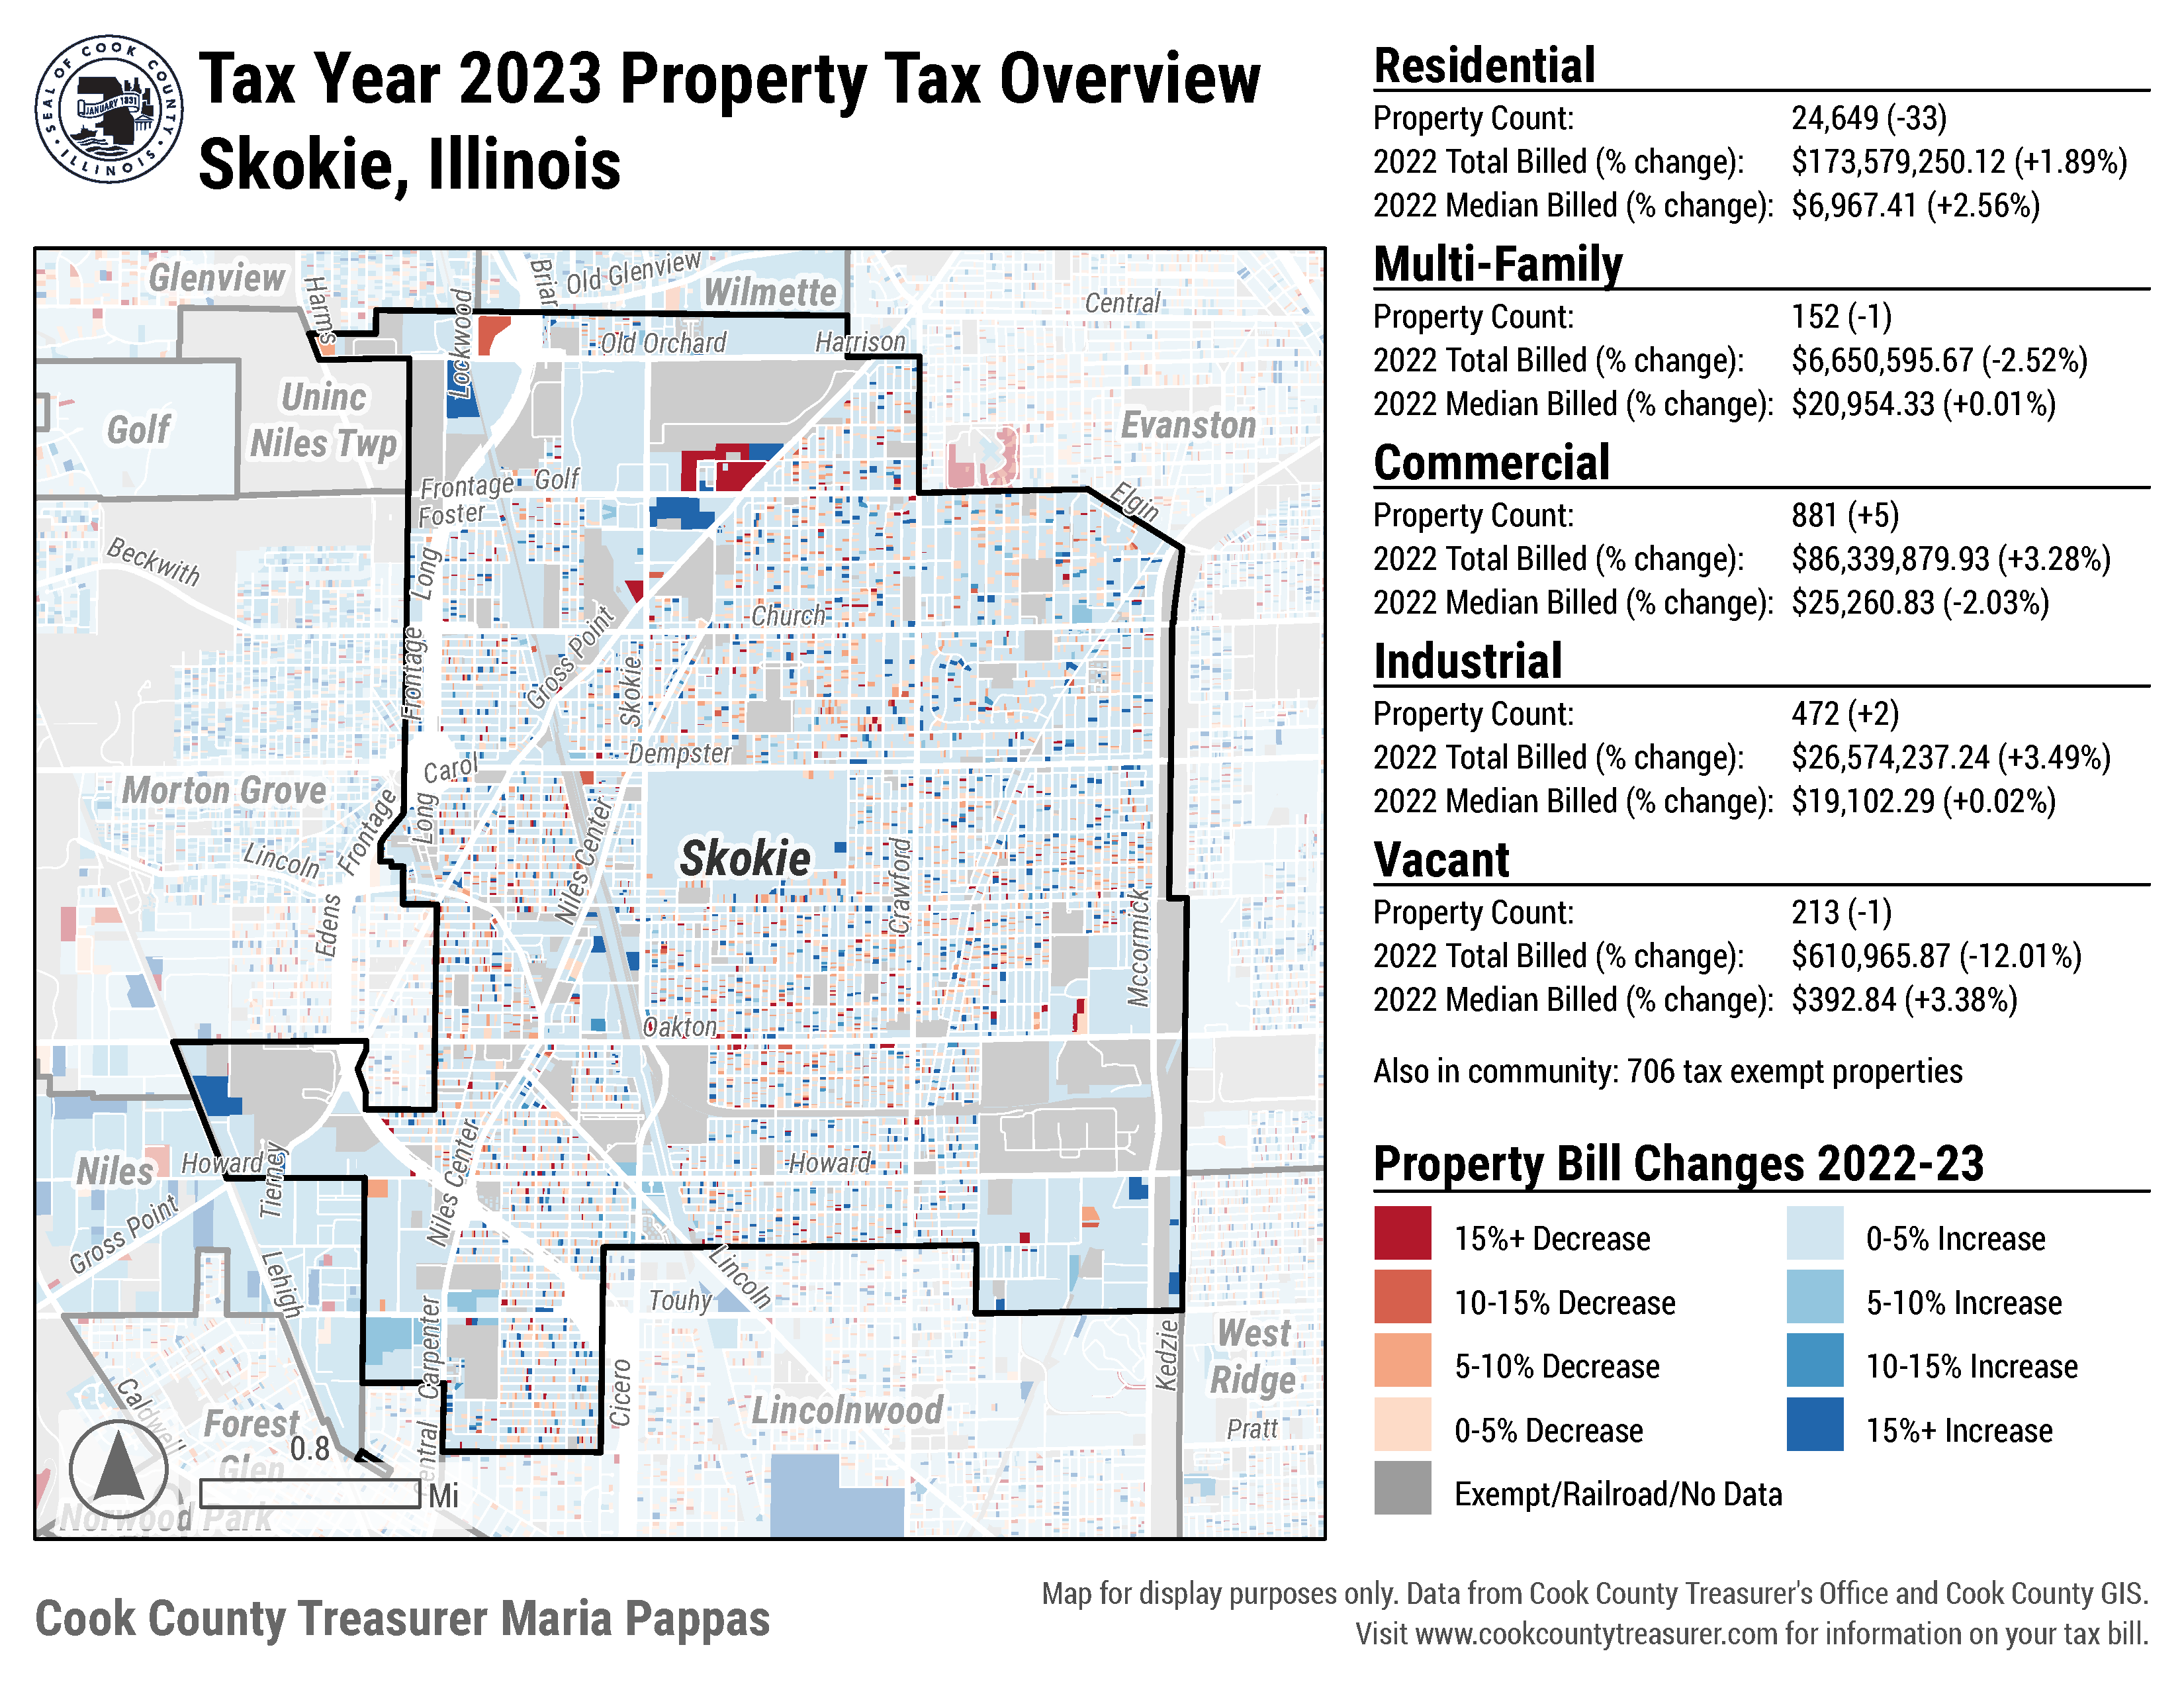 SEAL OF COOK COUNTY
ILLINOIS
JANUARY 1831
Tax Year 2023 Property Tax Overview
Skokie, Illinois
Residential
Property Count: 24,649 (-33)
2022 Total Billed (% change): $173,579,250.12 (+1.89%)
2022 Median Billed (% change): $6,967.41 (+2.56%)
Multi-Family
Property Count: 152 (-1)
2022 Total Billed (% change): $6,650,595.67 (-2.52%)
2022 Median Billed (% change): $20,954.33 (+0.01%)
Commercial
Property Count: 881 (+5)
2022 Total Billed (% change): $86,339,879.93 (+3.28%)
2022 Median Billed (% change): $25,260.83 (-2.03%)
Industrial
Property Count: 472 (+2)
2022 Total Billed (% change): $26,574,237.24 (+3.49%)
2022 Median Billed (% change): $19,102.29 (+0.02%)
Vacant
Property Count: 213 (-1)
2022 Total Billed (% change): $610,965.87 (-12.01%)
2022 Median Billed (% change): $392.84 (+3.38%)
Also in community: 706 tax exempt properties
Property Bill Changes 2022-23
15%+ Decrease
10-15% Decrease
5-10% Decrease
0-5% Decrease
Exempt/Railroad/No Data
0-5% Increase
5-10% Increase
10-15% Increase
15%+ Increase
Glenview
Harms
Lockwood
Briar
Old Glenview
Wilmette
Central
Old Orchard
Harrison
Uninc
Niles Twp
Golf
Evanston
Frontage
Golf
Foster
Elgin
Beckwith
Long
Church
Frontage
Gross Point
Skokie
Dempster
Carol
Morton Grove
Frontage
Long
Lincoln
Niles Center
Skokie
Crawford
Edens
Mccormick
Oakton
Niles
Howard
Tierney
Niles Center
Howard
Gross Point
Lehigh
Lincoln
Touhy
Carpenter
Cicero
Kedzie
West
Ridge
Lincolnwood
Pratt
Caldwell
Forest
Glen
entral
Norwood Park
0.8
Mi
Cook County Treasurer Maria Pappas
Map for display purposes only. Data from Cook County Treasurer's Office and Cook County GIS.
Visit www.cookcountytreasurer.com for information on your tax bill.